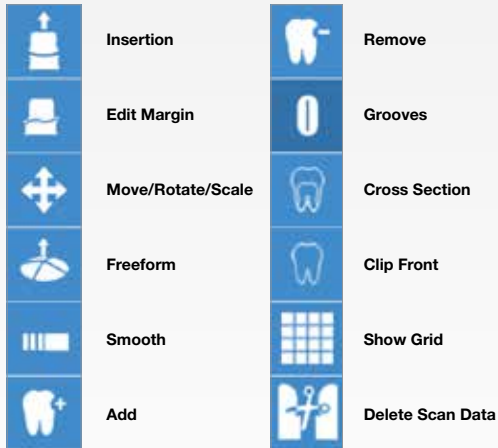 Insertion
Edit Margin
Move/Rotate/Scale
Freeform
Smooth
Add
Remove
Grooves
Cross Section
Clip Front
Show Grid
Delete Scan Data